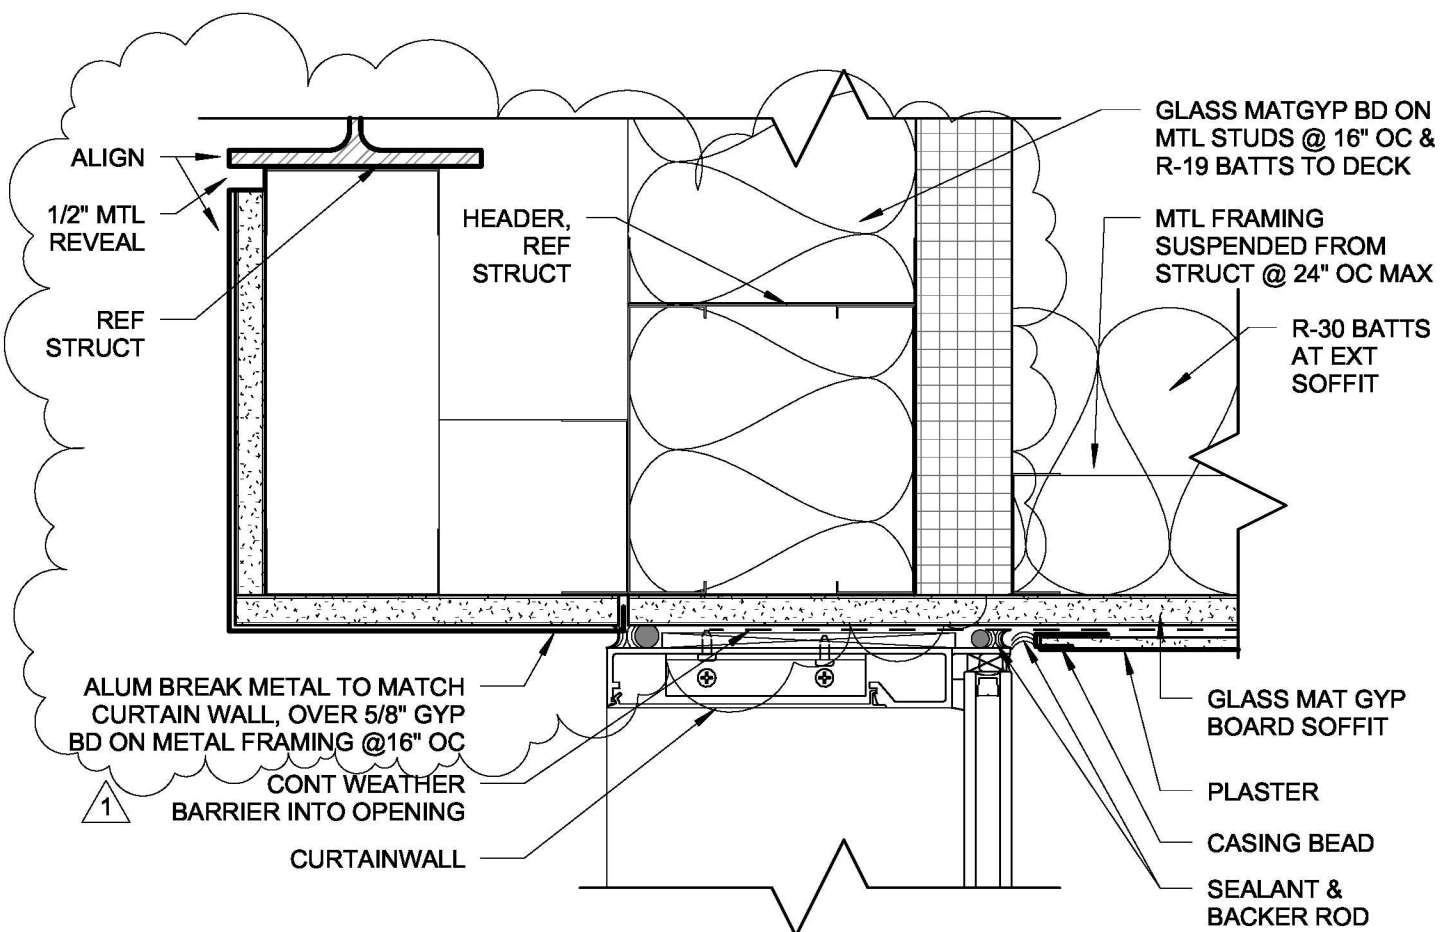 ALIGN
1/2" MTL
REVEAL
REF
STRUCT
HEADER,
REF
STRUCT
GLASS MATGYP BD ON
MTL STUDS @ 16" OC &
R-19 BATTS TO DECK
MTL FRAMING
SUSPENDED FROM
STRUCT @ 24" OC MAX
R-30 BATTS
AT EXT
SOFFIT
ALUM BREAK METAL TO MATCH
CURTAIN WALL, OVER 5/8" GYP
BD ON METAL FRAMING @16" OC
CONT WEATHER
BARRIER INTO OPENING
1
CURTAINWALL
GLASS MAT GYP
BOARD SOFFIT
PLASTER
CASING BEAD
SEALANT &
BACKER ROD